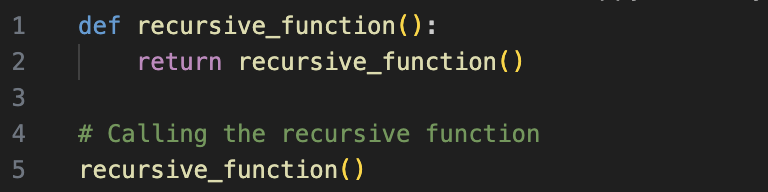 1 def recursive_function():
2 return recursive_function()
3
4 # Calling the recursive function
5 recursive_function()